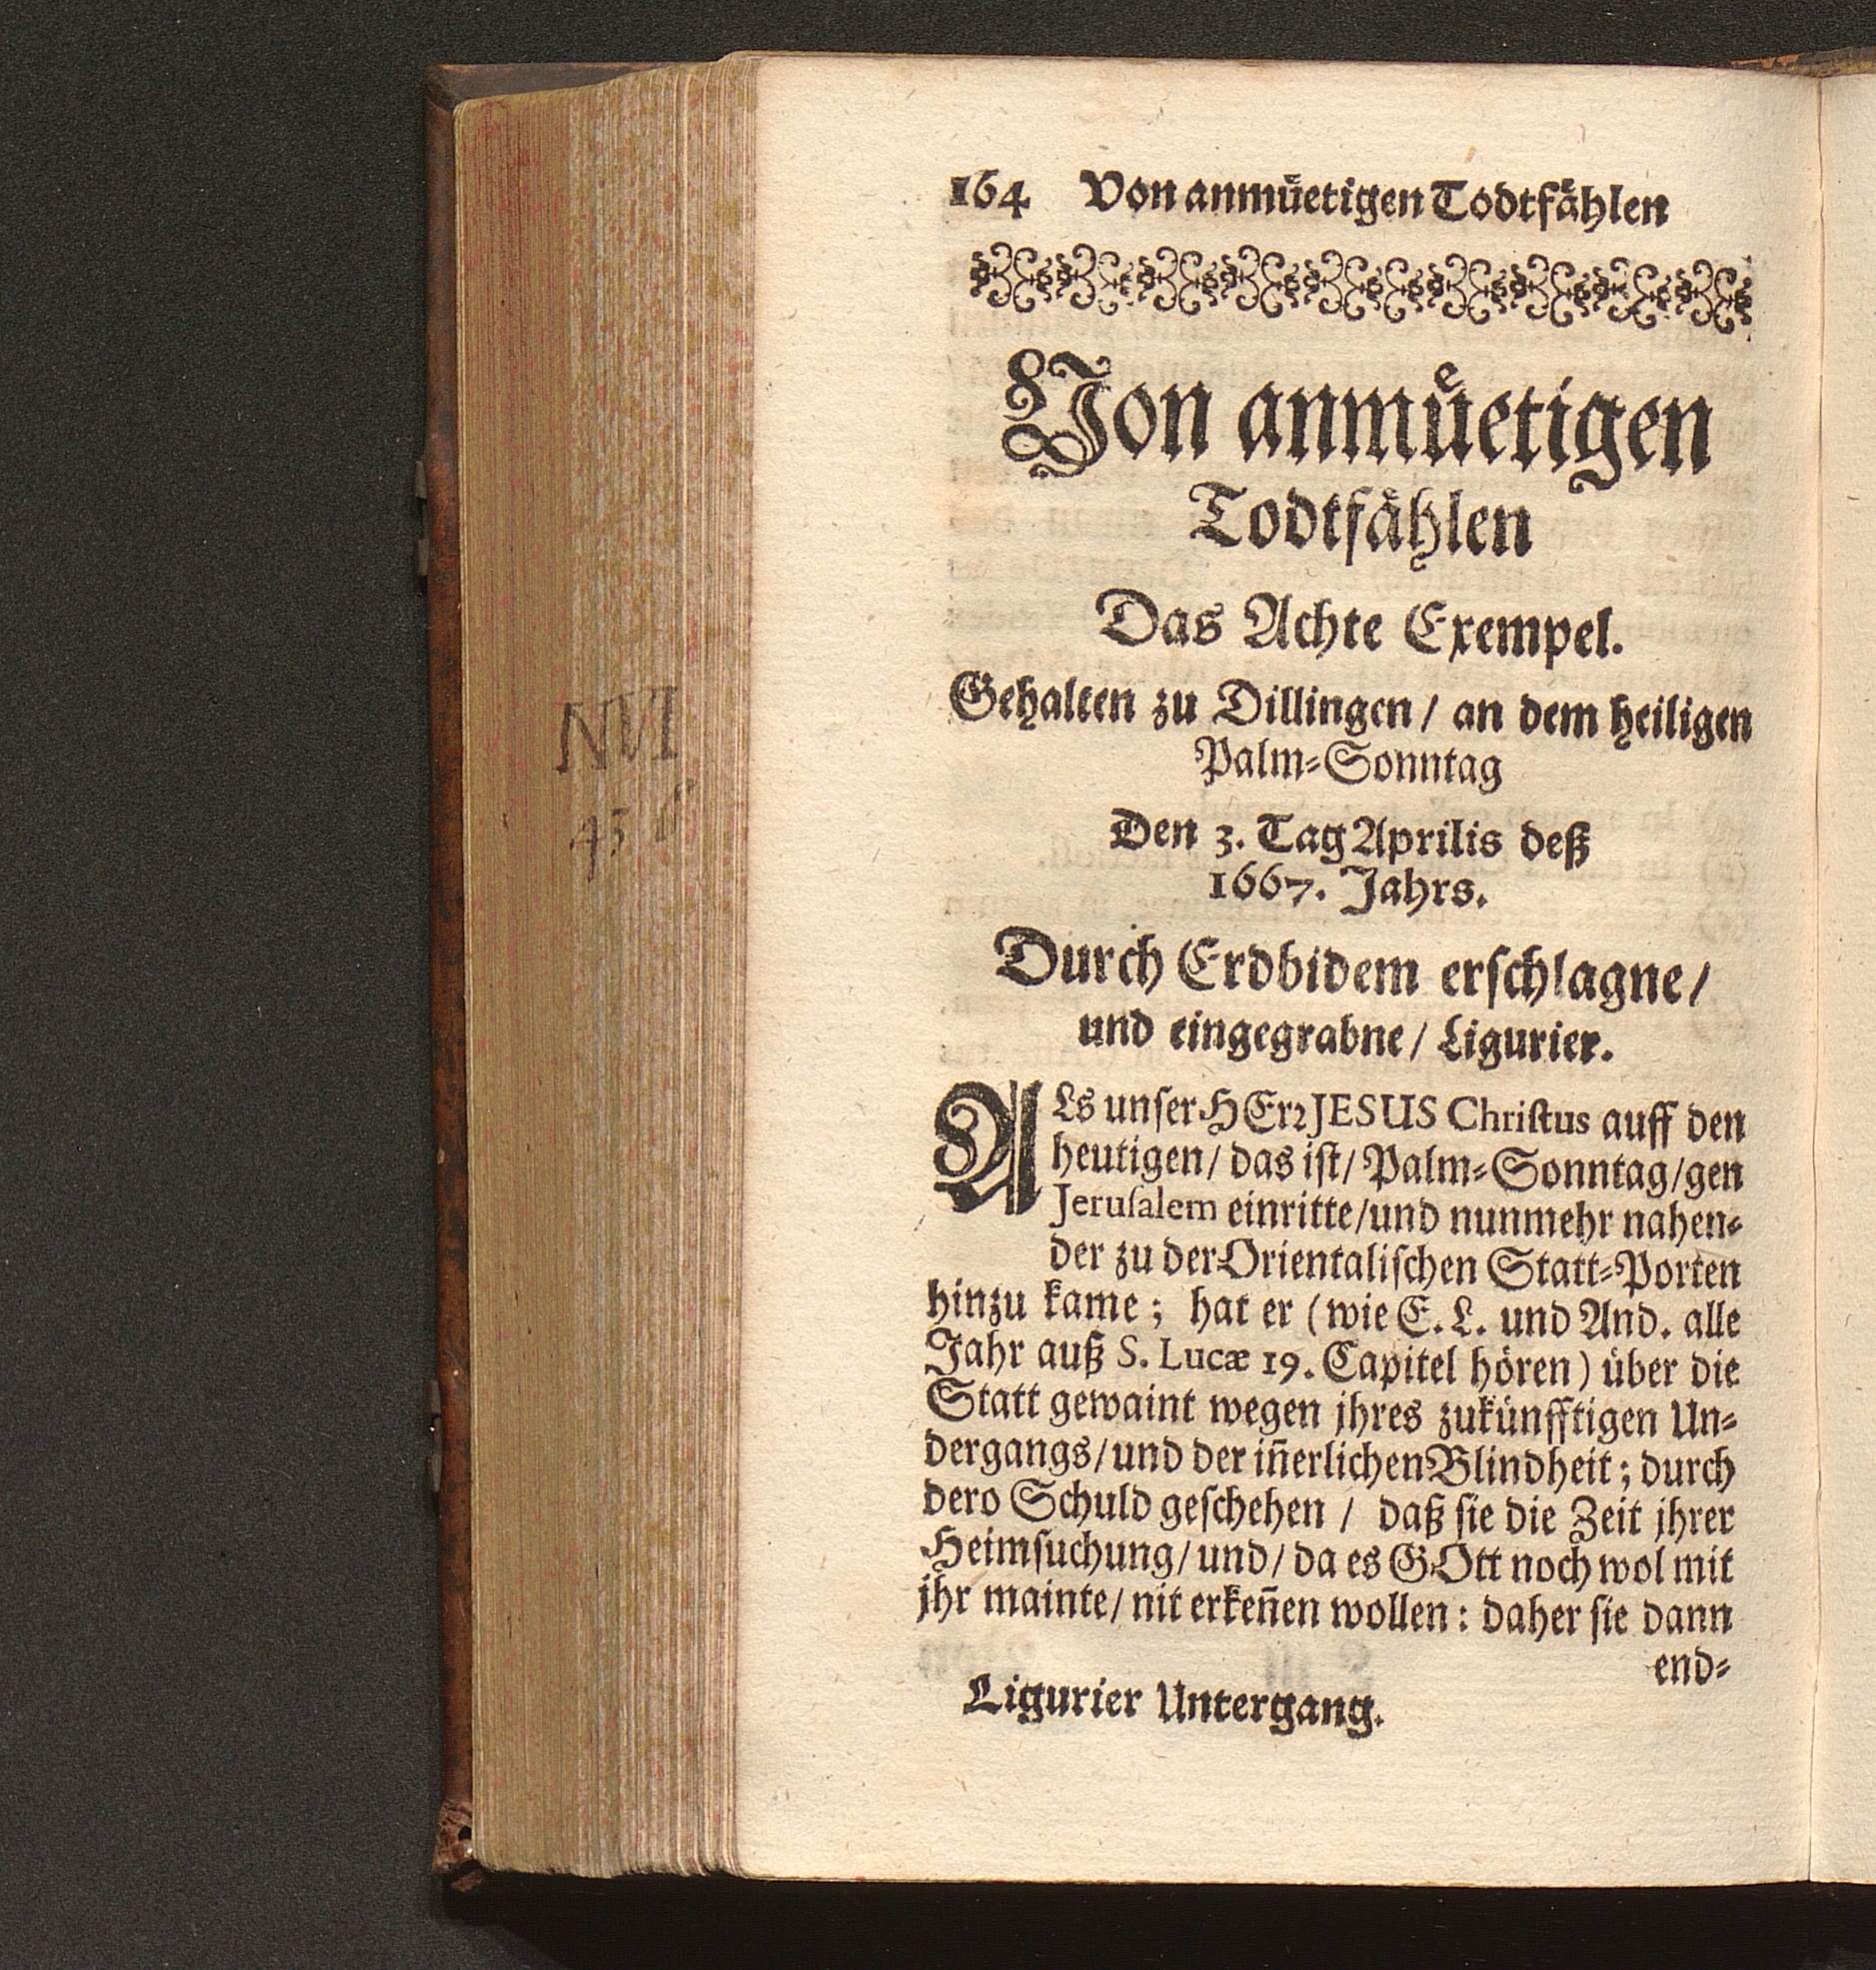 164 Von anmüetigen Todtfählen
Von anmüetigen
Todtfählen
Das Achte Exempel.
Gehalten zu Dillingen / an dem heiligen
Palm-Sonntag
Den 3. Tag Aprilis deß
1667. Jahrs.
Durch Erdbidem erschlagne /
und eingegrabne / Ligurier.
ALs unser HErr JESUS Christus auff den
heutigen / das ist / Palm-Sonntag / gen
Jerusalem einritte / und nunmehr nahen-
der zu der Orientalischen Statt-Porten
hinzu kame ; hat er (wie E. L. und And. alle
Jahr auß S. Lucæ 19. Capitel hören) über die
Statt gewaint wegen jhres zukünfftigen Un-
dergangs / und der iñerlichen Blindheit ; durch
dero Schuld geschehen / daß sie die Zeit jhrer
Heimsuchung / und / da es GOtt noch wol mit
jhr mainte / nit erkeñen wollen : daher sie dann
end-
Ligurier Untergang.
NVI